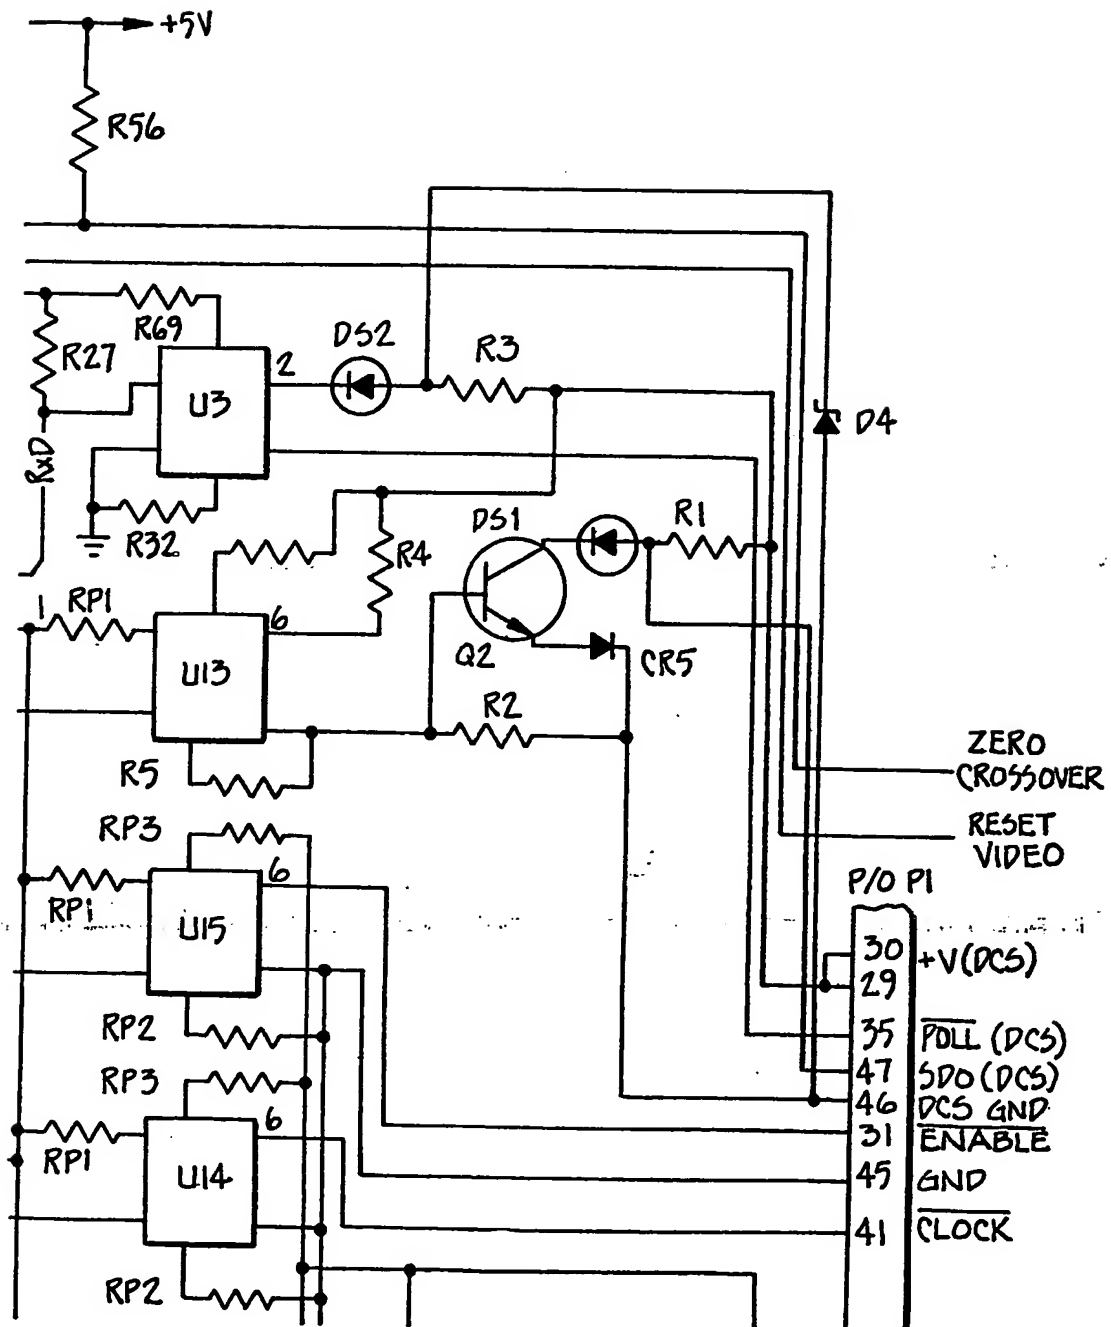 +5V
R56
R69
DS2
R3
R27
2
U3
D4
RxD
DS1
R1
R32
R4
1
RP1
6
Q2
CR5
U13
R2
R5
ZERO
CROSSOVER
RP3
RESET
VIDEO
6
P/O P1
RP1
U15
30
+V(DCS)
29
RP2
35
POLL (DCS)
RP3
47
SDO (DCS)
46
DCS GND
6
31
ENABLE
RP1
U14
45
GND
41
CLOCK
RP2